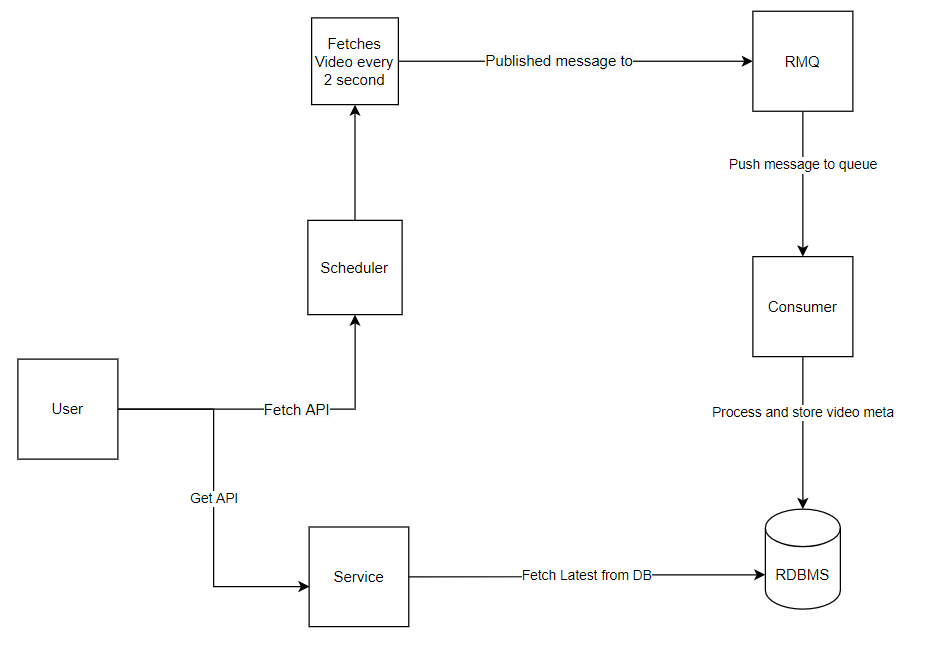 Fetches
Video every
2 second
Published message to
RMQ
Push message to queue
Scheduler
Consumer
User
Fetch API
Process and store video meta
Get API
Service
Fetch Latest from DB
RDBMS